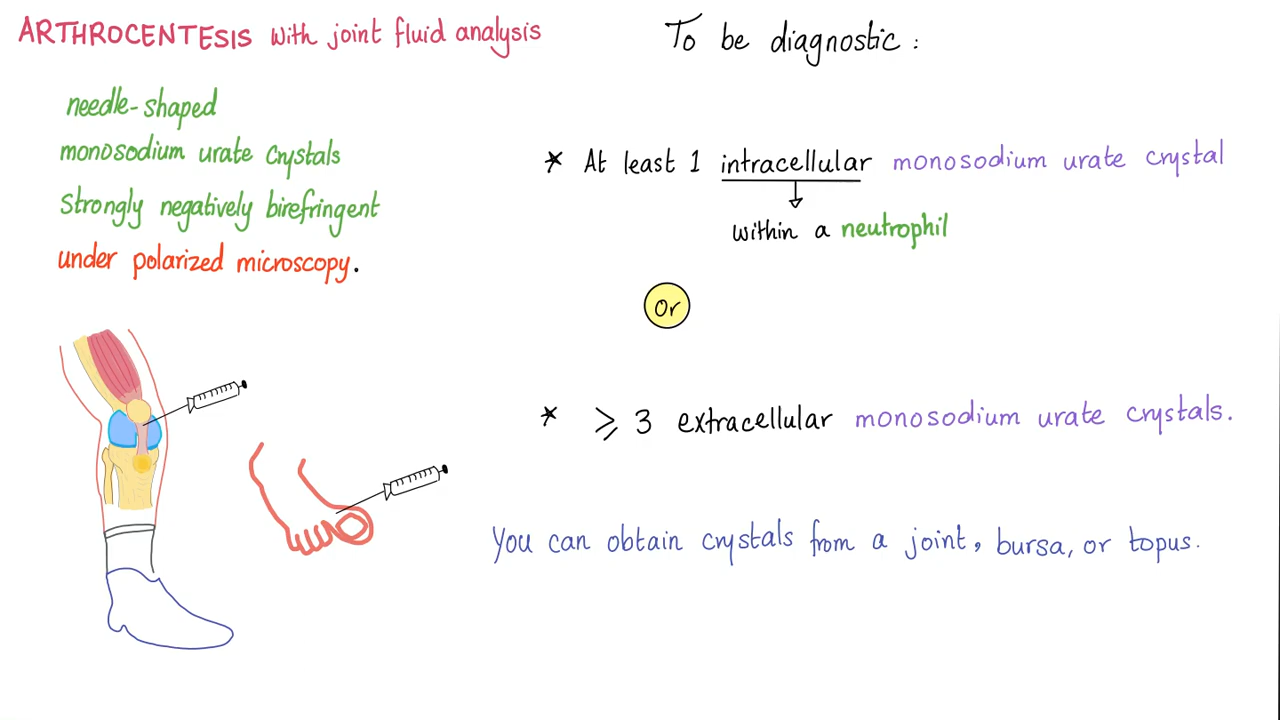 ARTHROCENTESIS with joint fluid analysis
needle-shaped
monosodium urate crystals
Strongly negatively birefringent
under polarized microscopy.
To be diagnostic:
* At least 1 intracellular monosodium urate crystal
within a neutrophil
Or
* ⩾ 3 extracellular monosodium urate crystals.
You can obtain crystals from a joint, bursa, or topus.